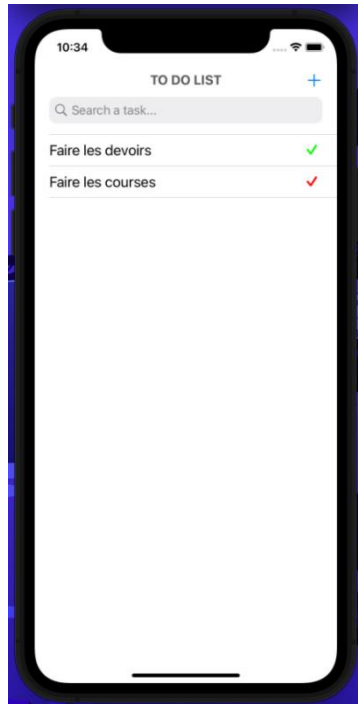 10:34
TO DO LIST
Search a task...
Faire les devoirs
Faire les courses